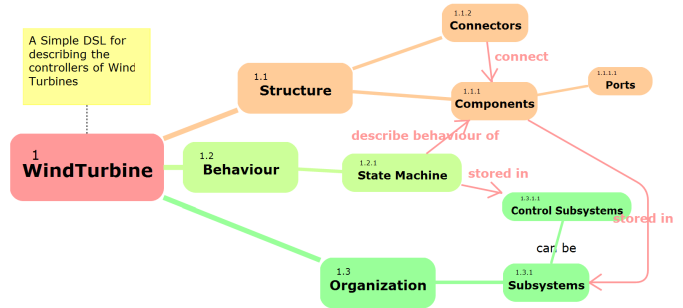 1.1.2
Connectors
A Simple DSL for
describing the
controllers of Wind
Turbines
connect
1.1
Structure
1.1.1
Components
1.1.1.1
Ports
describe behaviour of
1
WindTurbine
1.2
Behaviour
1.2.1
State Machine
stored in
1.3.1.1
Control Subsystems
stored in
can be
1.3
Organization
1.3.1
Subsystems